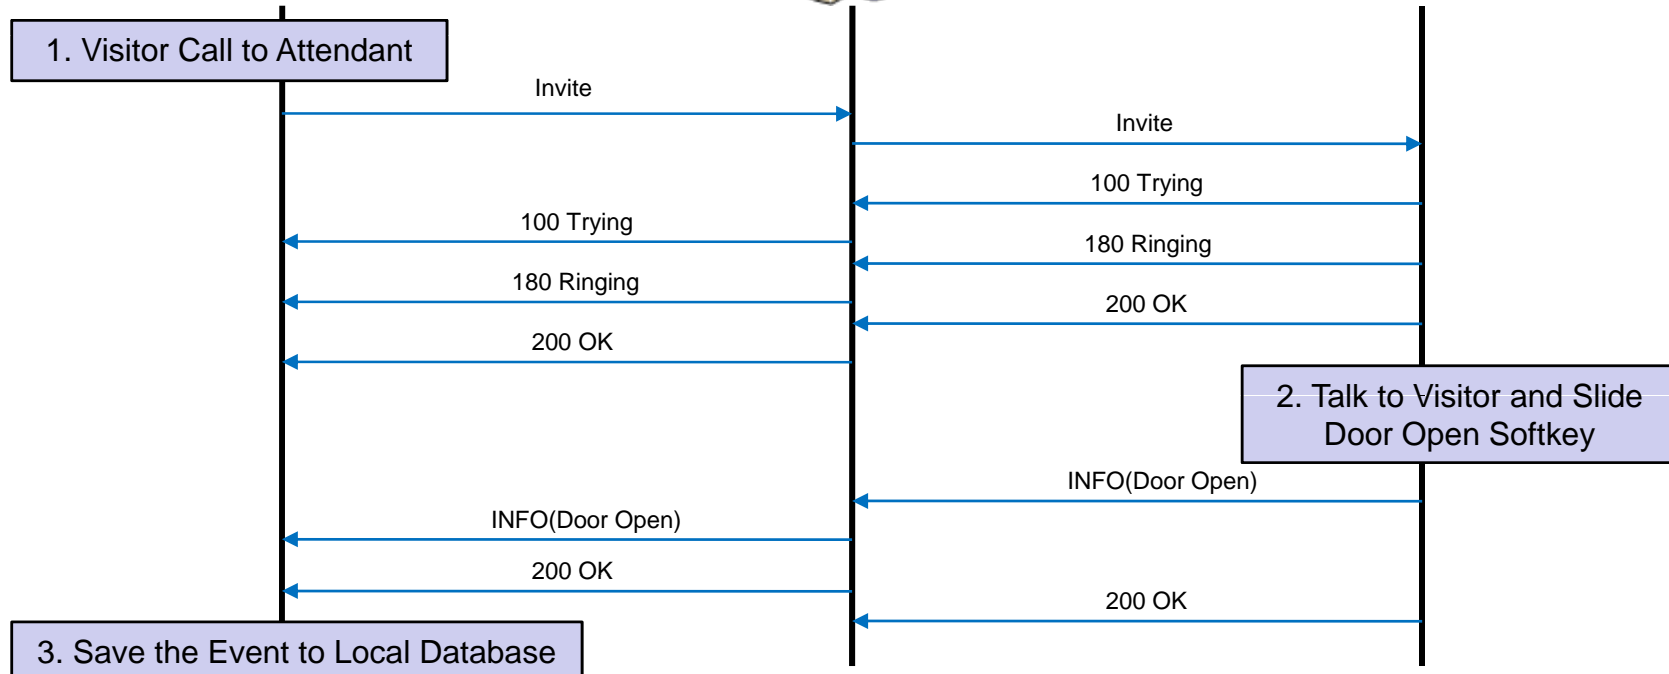 1. Visitor Call to Attendant
Invite
Invite
100 Trying
100 Trying
180 Ringing
180 Ringing
200 OK
200 OK
2. Talk to Visitor and Slide
Door Open Softkey
INFO(Door Open)
INFO(Door Open)
200 OK
200 OK
3. Save the Event to Local Database